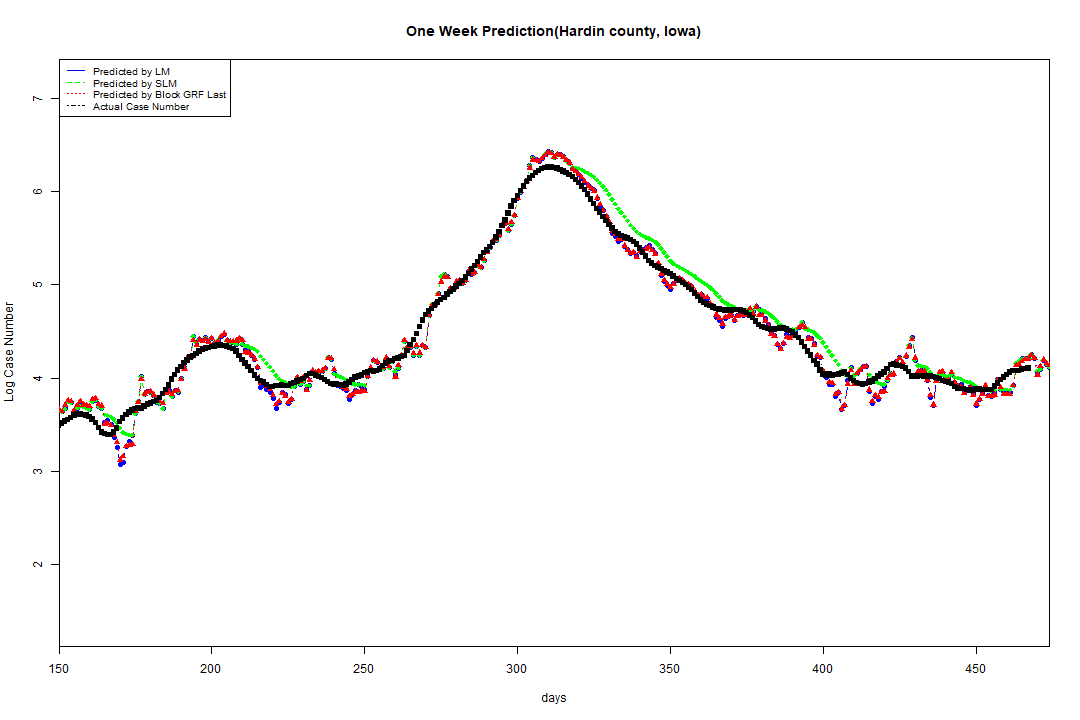 One Week Prediction(Hardin county, Iowa)
Predicted by LM
Predicted by SLM
Predicted by Block GRF Last
Actual Case Number
7
6
5
4
3
2
Log Case Number
150 200 250 300 350 400 450
days